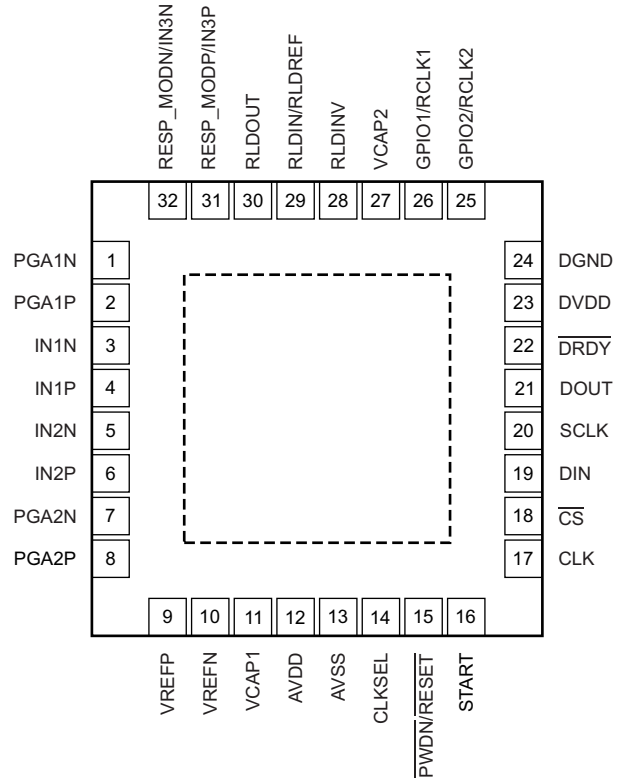 RESP_MODN/IN3N
RESP_MODP/IN3P
RLDOUT
RLDIN/RLDREF
RLDINV
VCAP2
GPIO1/RCLK1
GPIO2/RCLK2
32 31 30 29 28 27 26 25
PGA1N 1
PGA1P 2
IN1N 3
IN1P 4
IN2N 5
IN2P 6
PGA2N 7
PGA2P 8
24 DGND
23 DVDD
22 DRDY
21 DOUT
20 SCLK
19 DIN
18 CS
17 CLK
9 10 11 12 13 14 15 16
VREFP
VREFN
VCAP1
AVDD
AVSS
CLKSEL
PWDN/RESET
START